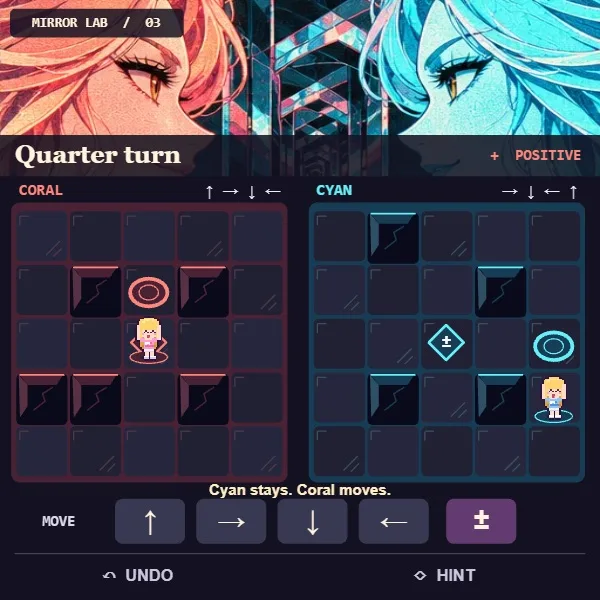 MIRROR LAB / 03
Quarter turn
+ POSITIVE
CORAL ↑ → ↓ ←
CYAN → ↓ ← ↑
±
Cyan stays. Coral moves.
MOVE ↑ → ↓ ← ±
UNDO
HINT